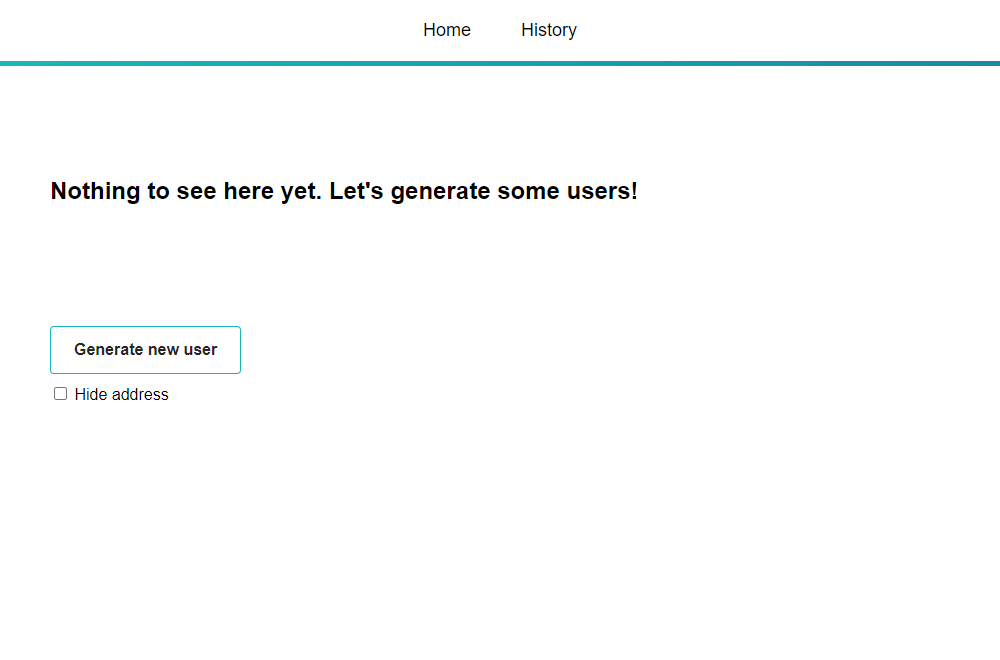 Home History
Nothing to see here yet. Let's generate some users!
Generate new user
Hide address